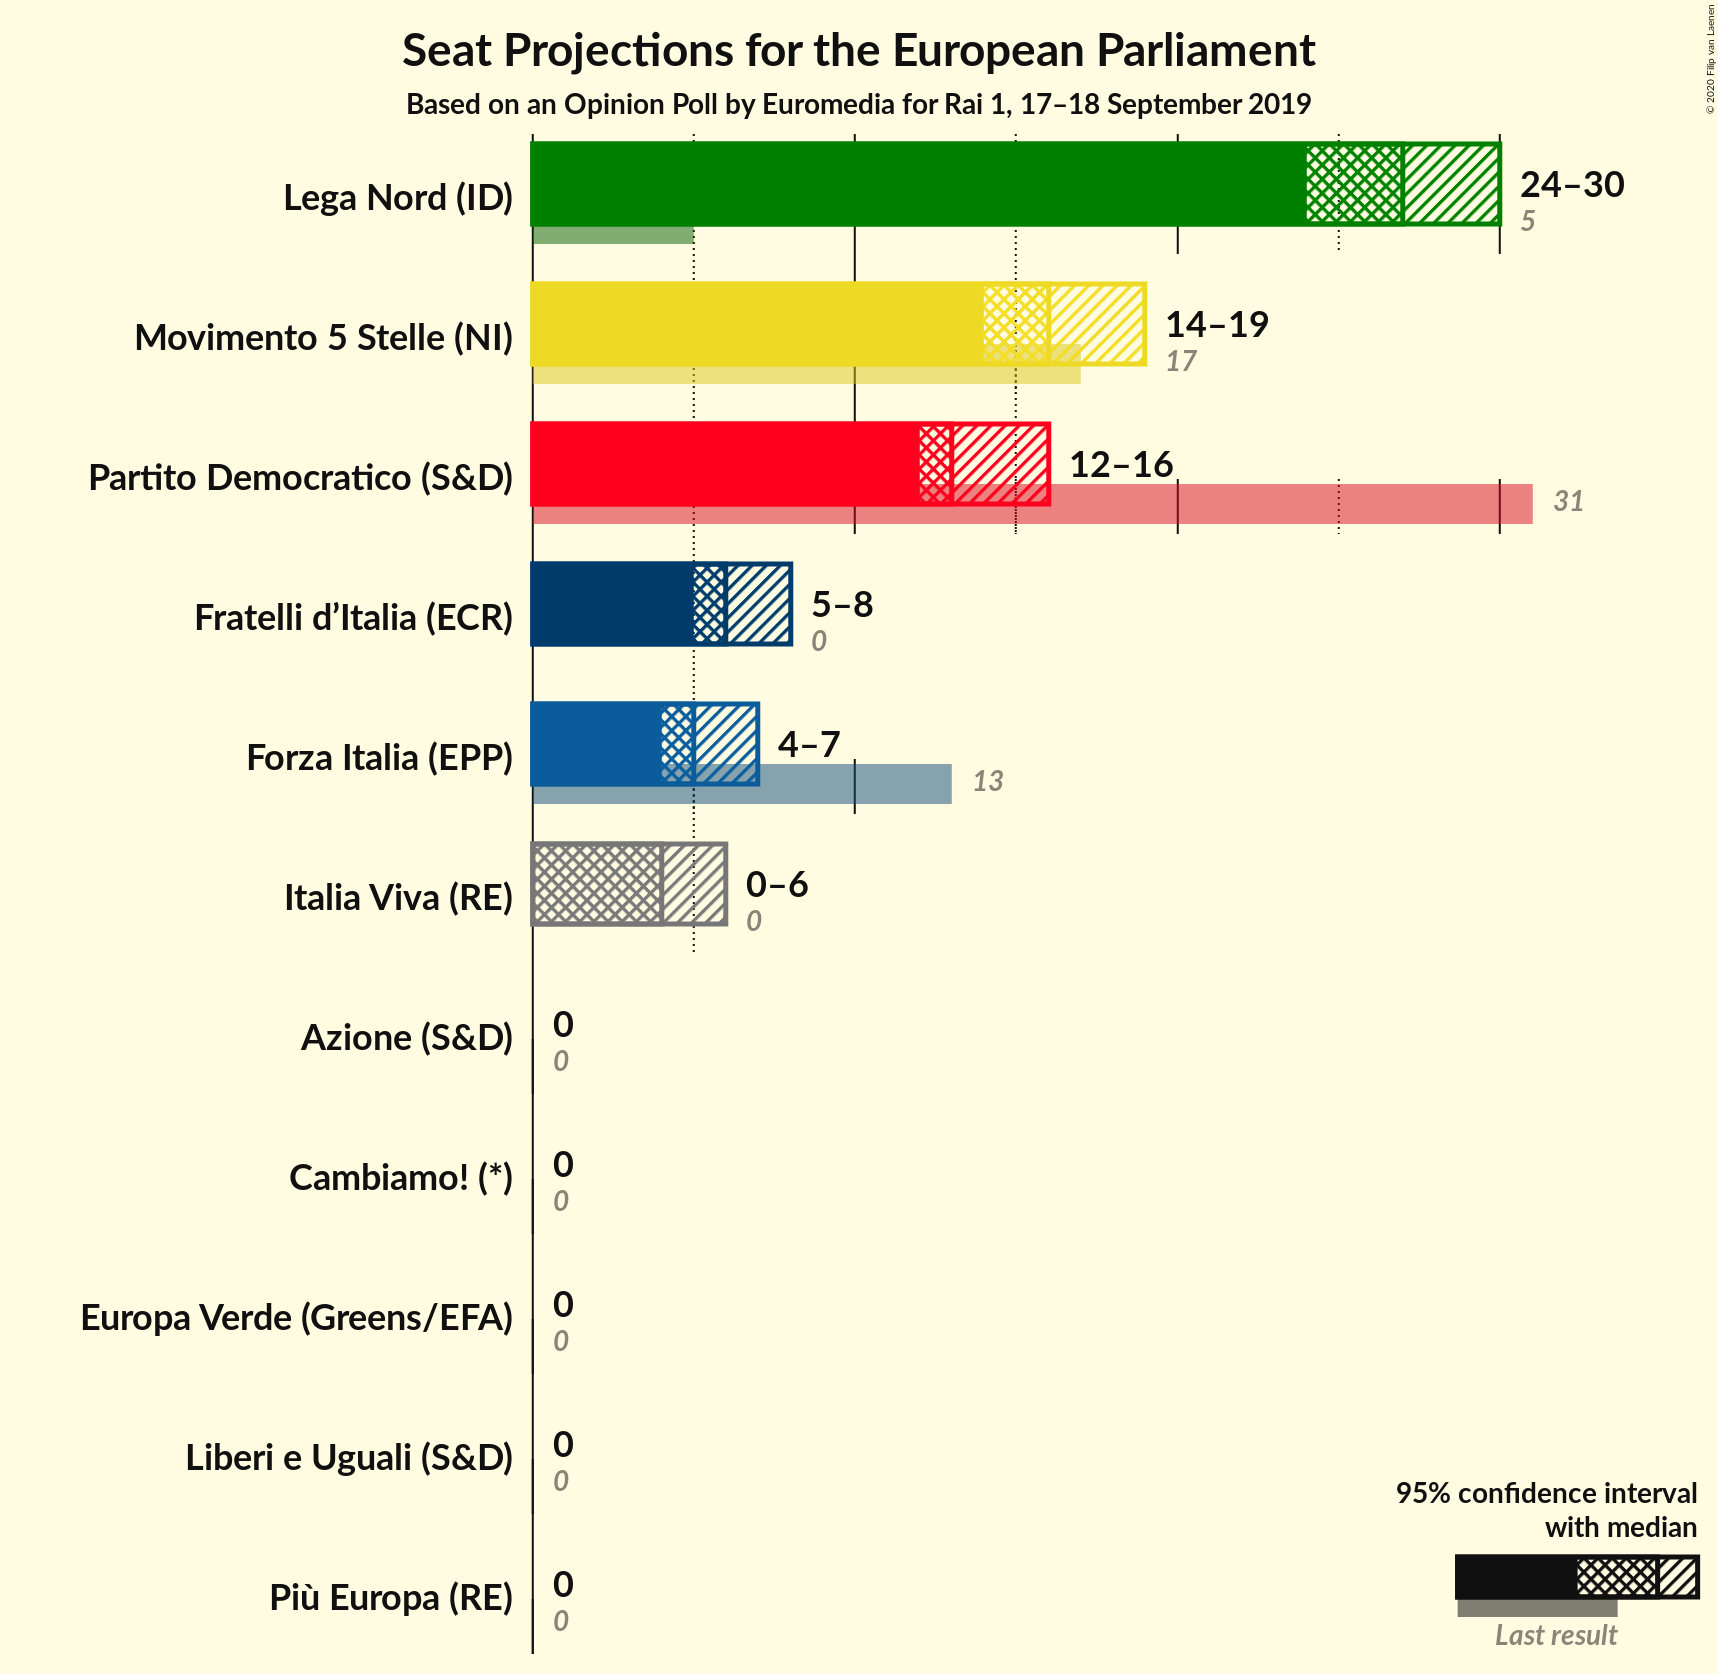 Seat Projections for the European Parliament
Based on an Opinion Poll by Euromedia for Rai 1, 17–18 September 2019
© 2020 Filip van Laenen
Lega Nord (ID)
24–30
5
Movimento 5 Stelle (NI)
14–19
17
Partito Democratico (S&D)
12–16
31
Fratelli d’Italia (ECR)
5–8
0
Forza Italia (EPP)
4–7
13
Italia Viva (RE)
0–6
0
Azione (S&D)
0
0
Cambiamo! (*)
0
0
Europa Verde (Greens/EFA)
0
0
Liberi e Uguali (S&D)
0
0
Più Europa (RE)
0
0
95% confidence interval
with median
Last result